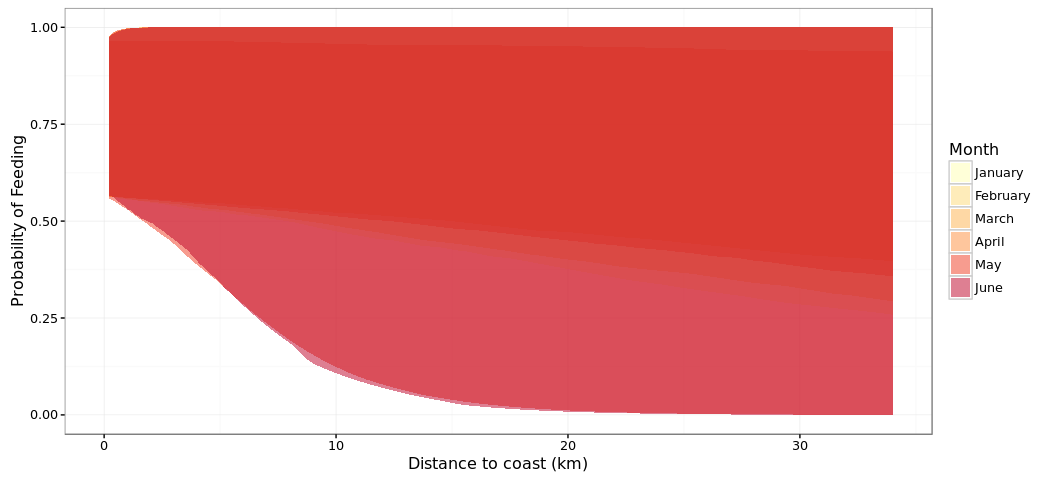 1.00
0.75
0.50
0.25
0.00
Probability of Feeding
0
10
20
30
Distance to coast (km)
Month
January
February
March
April
May
June